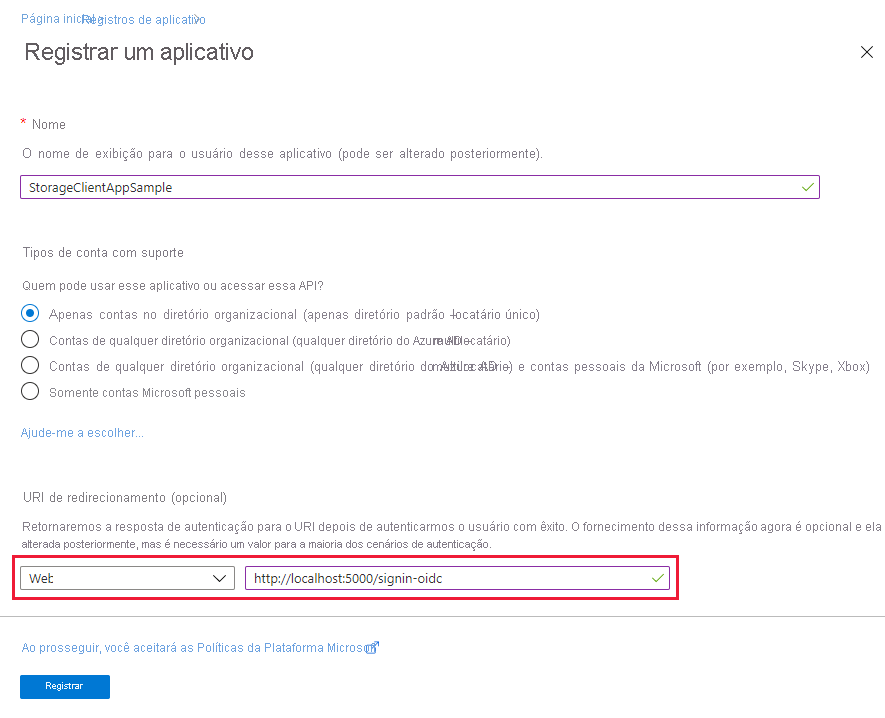 Página inicial > Registros de aplicativo >
Registrar um aplicativo
* Nome
O nome de exibição para o usuário desse aplicativo (pode ser alterado posteriormente).
StorageClientAppSample
Tipos de conta com suporte
Quem pode usar esse aplicativo ou acessar essa API?
Apenas contas no diretório organizacional (apenas diretório padrão – locatário único)
Contas de qualquer diretório organizacional (qualquer diretório do Azure AD – multilocatário)
Contas de qualquer diretório organizacional (qualquer diretório do Azure AD – multilocatário) e contas pessoais da Microsoft (por exemplo, Skype, Xbox)
Somente contas Microsoft pessoais
Ajude-me a escolher...
URI de redirecionamento (opcional)
Retornaremos a resposta de autenticação para o URI depois de autenticarmos o usuário com êxito. O fornecimento dessa informação agora é opcional e ela
alterada posteriormente, mas é necessário um valor para a maioria dos cenários de autenticação.
Web http://localhost:5000/signin-oidc
Ao prosseguir, você aceitará as Políticas da Plataforma Microsoft
Registrar